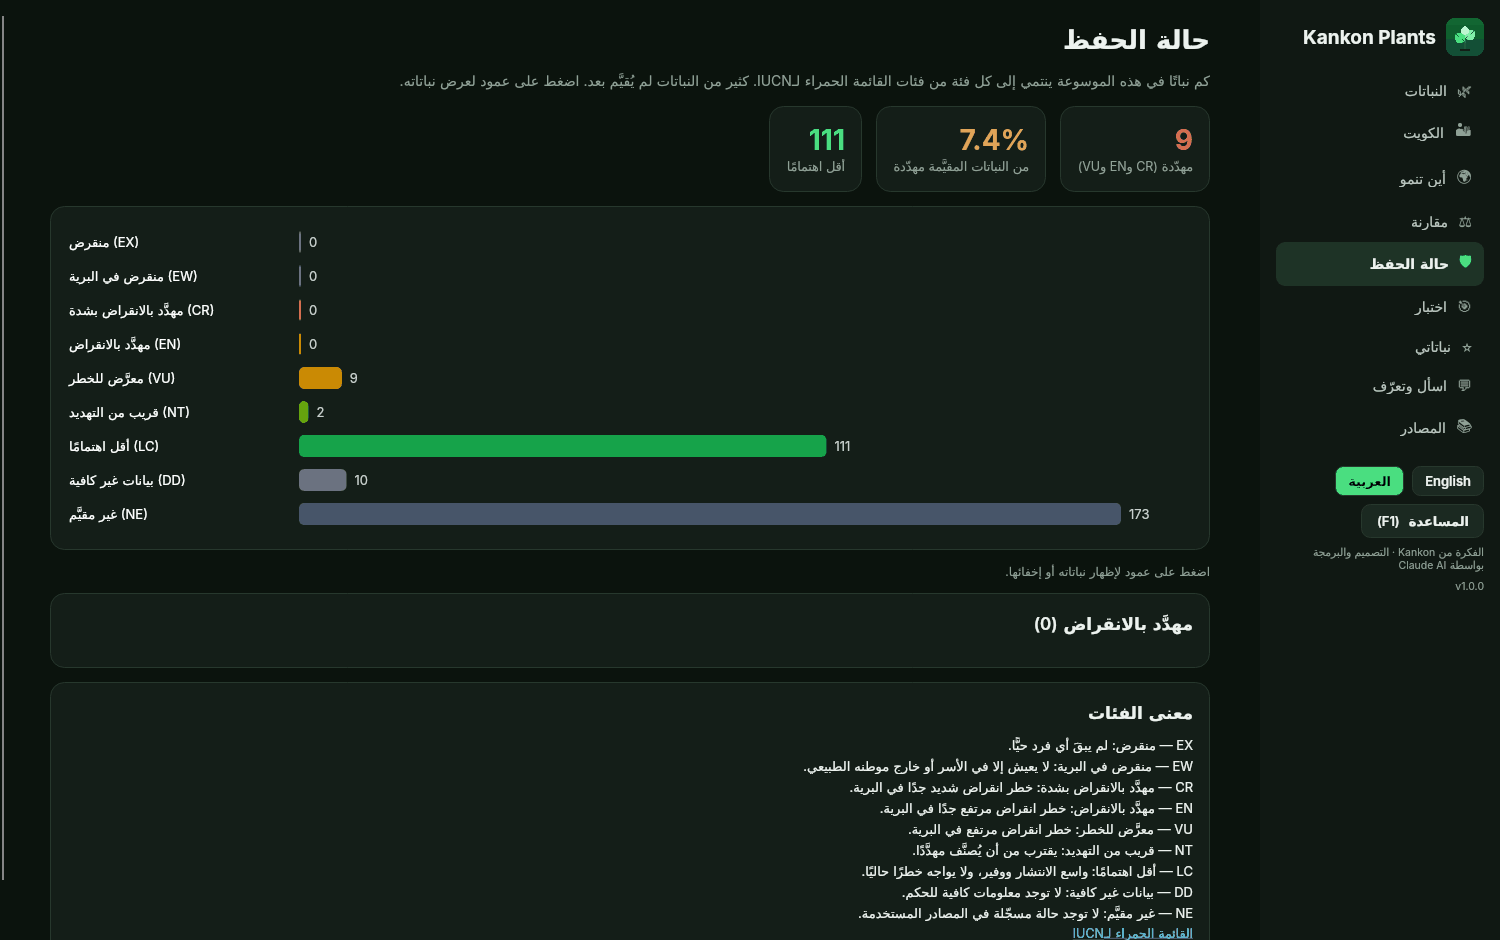 Kankon Plants
النباتات
الكويت
أين تنمو
مقارنة
حالة الحفظ
اختبار
نباتاتي
اسأل وتعرّف
المصادر
English
العربية
المساعدة (F1)
الفكرة من Kankon · التصميم والبرمجة
بواسطة Claude AI
v1.0.0
حالة الحفظ
كم نباتًا في هذه الموسوعة ينتمي إلى كل فئة من فئات القائمة الحمراء لـIUCN. كثير من النباتات لم يُقيَّم بعد. اضغط على عمود لعرض نباتاته.
9
مهدّدة (CR وEN وVU)
7.4%
من النباتات المقيَّمة مهدّدة
111
أقل اهتمامًا
منقرض (EX) 0
منقرض في البرية (EW) 0
مهدَّد بالانقراض بشدة (CR) 0
مهدَّد بالانقراض (EN) 0
معرَّض للخطر (VU) 9
قريب من التهديد (NT) 2
أقل اهتمامًا (LC) 111
بيانات غير كافية (DD) 10
غير مقيَّم (NE) 173
اضغط على عمود لإظهار نباتاته أو إخفائها.
مهدَّد بالانقراض (0)
معنى الفئات
EX — منقرض: لم يبقَ أي فرد حيًّا.
EW — منقرض في البرية: لا يعيش إلا في الأسر أو خارج موطنه الطبيعي.
CR — مهدَّد بالانقراض بشدة: خطر انقراض شديد جدًا في البرية.
EN — مهدَّد بالانقراض: خطر انقراض مرتفع جدًا في البرية.
VU — معرَّض للخطر: خطر انقراض مرتفع في البرية.
NT — قريب من التهديد: يقترب من أن يُصنَّف مهدَّدًا.
LC — أقل اهتمامًا: واسع الانتشار ووفير، ولا يواجه خطرًا حاليًا.
DD — بيانات غير كافية: لا توجد معلومات كافية للحكم.
NE — غير مقيَّم: لا توجد حالة مسجّلة في المصادر المستخدمة.
القائمة الحمراء لـIUCN